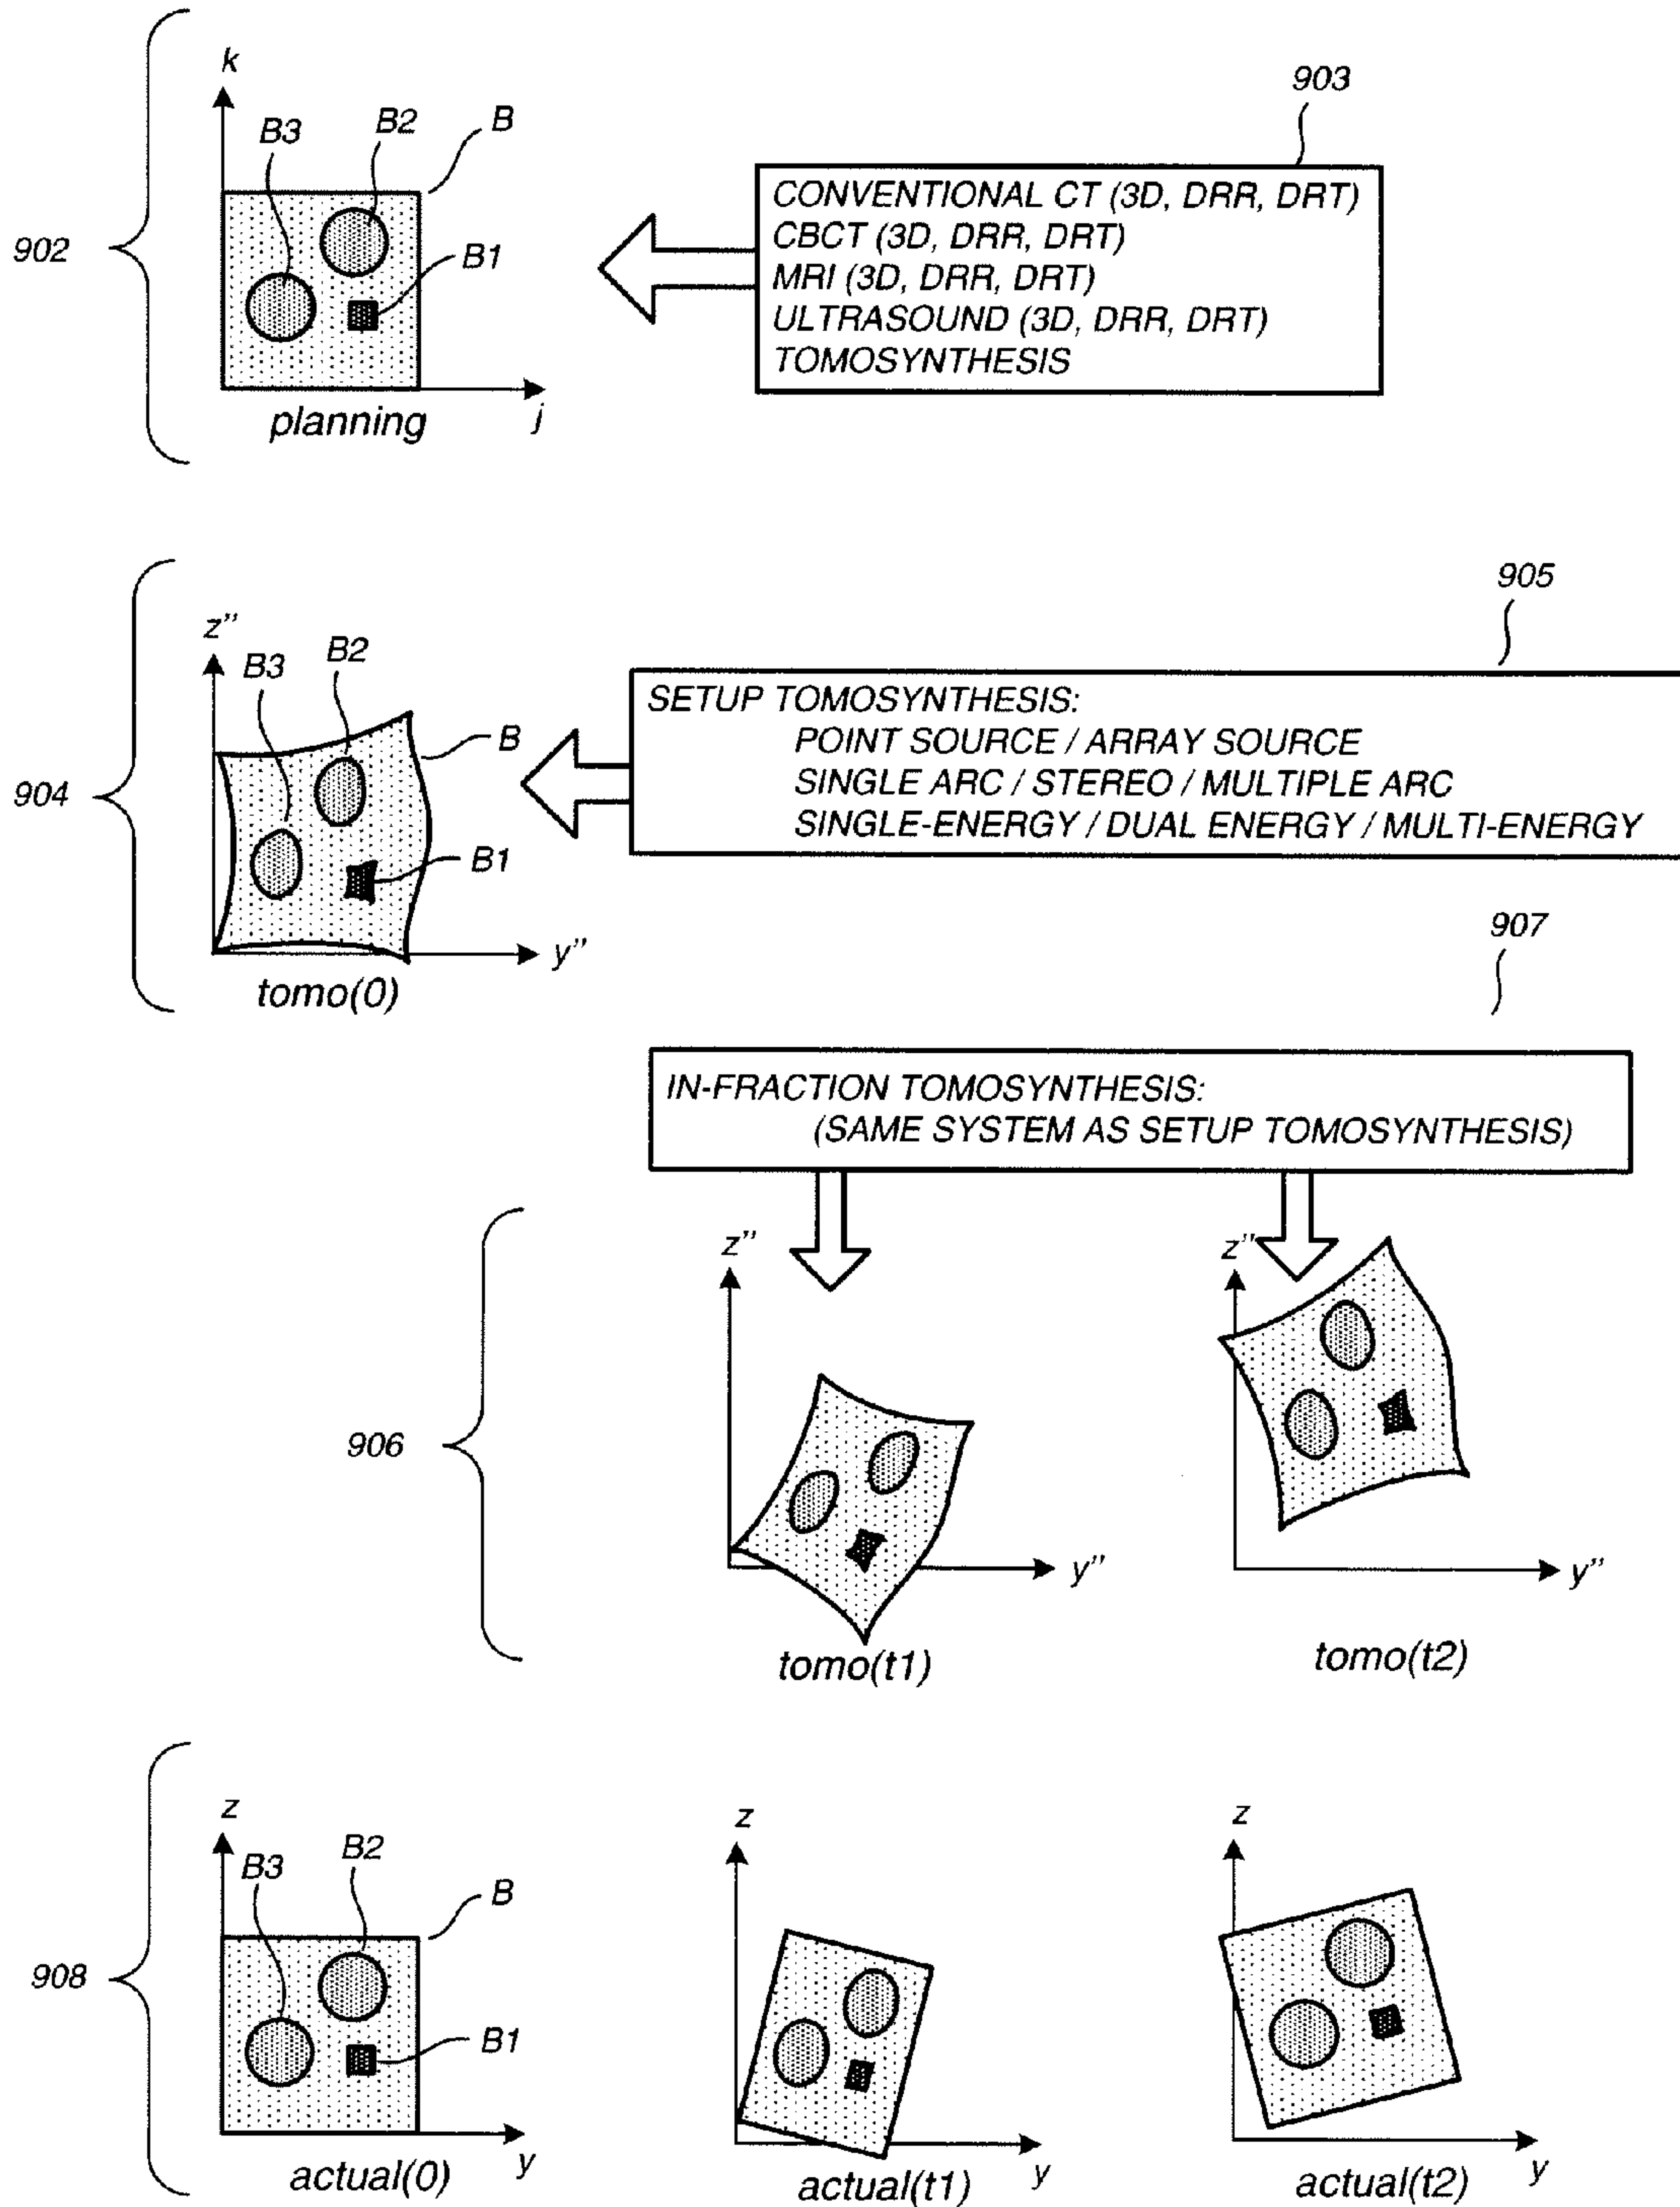 k
903
B3
B2
B
CONVENTIONAL CT (3D, DRR, DRT)
CBCT (3D, DRR, DRT)
MRI (3D, DRR, DRT)
ULTRASOUND (3D, DRR, DRT)
TOMOSYNTHESIS
902
B1
planning
j
905
z''
B3
B2
B
SETUP TOMOSYNTHESIS:
POINT SOURCE / ARRAY SOURCE
SINGLE ARC / STEREO / MULTIPLE ARC
SINGLE-ENERGY / DUAL ENERGY / MULTI-ENERGY
904
B1
y''
tomo(0)
907
IN-FRACTION TOMOSYNTHESIS:
(SAME SYSTEM AS SETUP TOMOSYNTHESIS)
z''
z''
906
y''
y''
tomo(t1)
tomo(t2)
z
z
z
B3
B2
B
908
B1
y
y
y
actual(0)
actual(t1)
actual(t2)